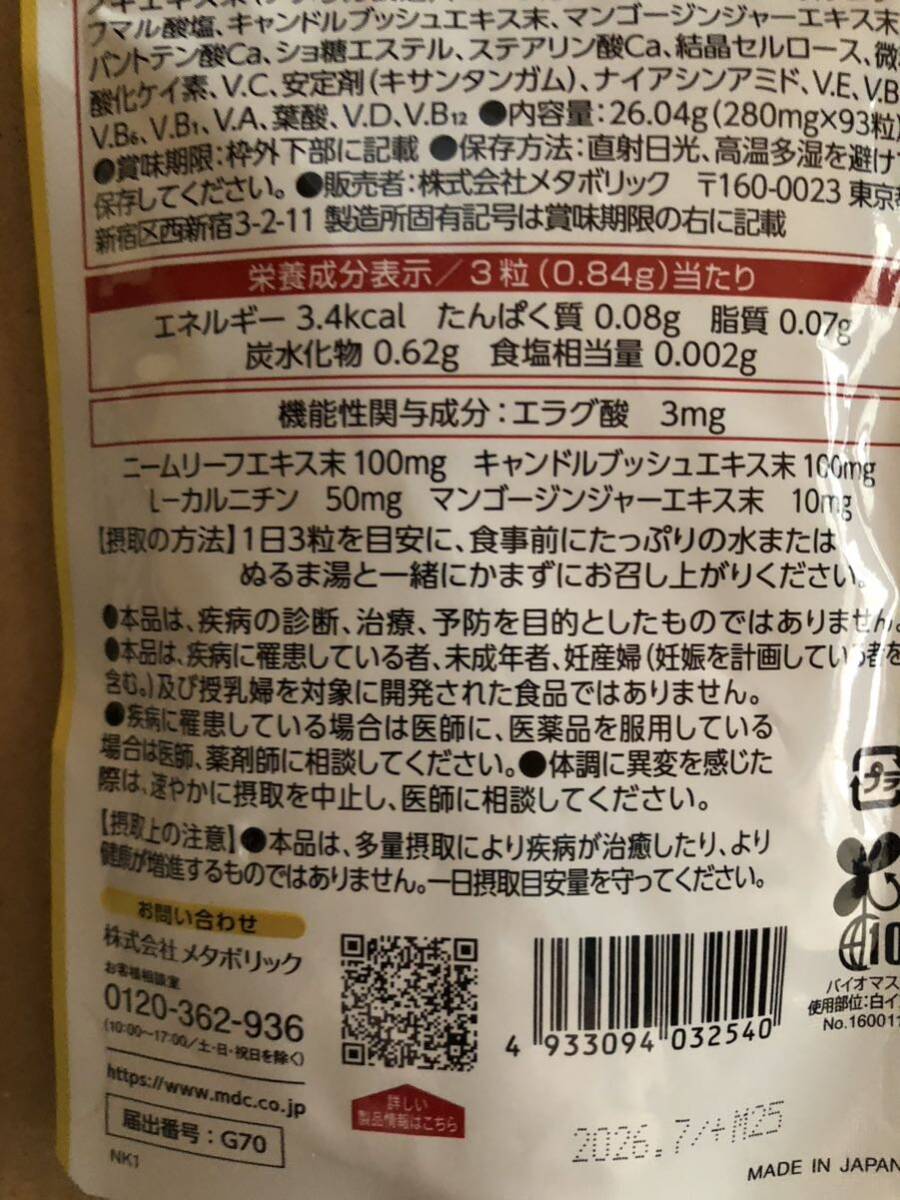 フマル酸塩、キャンドルブッシュエキス末、マンゴージンジャーエキス末
パントテン酸Ca、ショ糖エステル、ステアリン酸Ca、結晶セルロース、微
酸化ケイ素、V.C、安定剤(キサンタンガム)、ナイアシンアミド、V.E、V.B
V.B₆、V.B₁、V.A、葉酸、V.D、V.B₁₂ ●内容量:26.04g(280mg×93粒)
●賞味期限:枠外下部に記載 ●保存方法:直射日光、高温多湿を避けて
保存してください。 ●販売者:株式会社メタボリック 〒160-0023 東京都
新宿区西新宿3-2-11 製造所固有記号は賞味期限の右に記載
栄養成分表示/3粒(0.84g)当たり
エネルギー 3.4kcal たんぱく質 0.08g 脂質 0.07g
炭水化物 0.62g 食塩相当量 0.002g
機能性関与成分:エラグ酸 3mg
ニームリーフエキス末 100mg キャンドルブッシュエキス末 100mg
L-カルニチン 50mg マンゴージンジャーエキス末 10mg
【摂取の方法】1日3粒を目安に、食事前にたっぷりの水または
ぬるま湯と一緒にかまずにお召し上がりください。
●本品は、疾病の診断、治療、予防を目的としたものではありません。
●本品は、疾病に罹患している者、未成年者、妊産婦(妊娠を計画している者を
含む。)及び授乳婦を対象に開発された食品ではありません。
●疾病に罹患している場合は医師に、医薬品を服用している
場合は医師、薬剤師に相談してください。●体調に異変を感じた
際は、速やかに摂取を中止し、医師に相談してください。
【摂取上の注意】●本品は、多量摂取により疾病が治癒したり、より
健康が増進するものではありません。一日摂取目安量を守ってください。
プラ
お問い合わせ
株式会社メタボリック
お客様相談室
0120-362-936
(10:00~17:00/土・日・祝日を除く)
https://www.mdc.co.jp
届出番号:G70
NK1
詳しい
製品情報はこちら
4 933094 032540
10
バイオマス
使用部位:白イ
No.160011
2026.7/+M25
MADE IN JAPAN